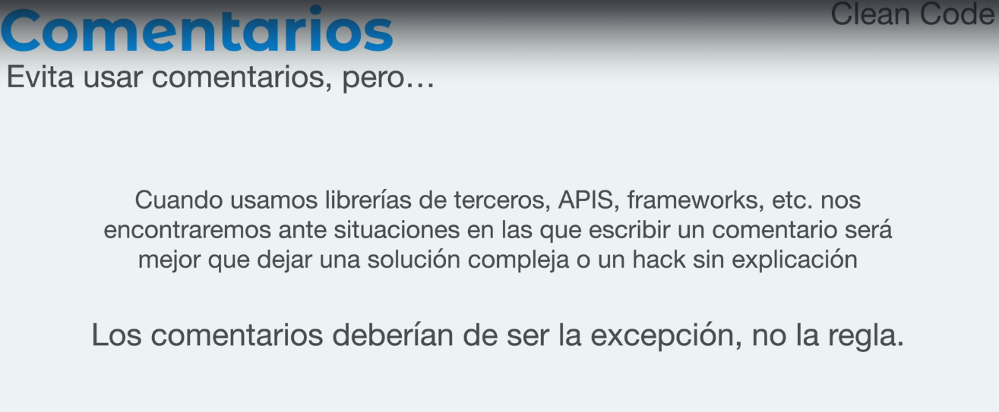 Comentarios
Clean Code
Evita usar comentarios, pero…
Cuando usamos librerías de terceros, APIS, frameworks, etc. nos
encontraremos ante situaciones en las que escribir un comentario será
mejor que dejar una solución compleja o un hack sin explicación
Los comentarios deberían de ser la excepción, no la regla.